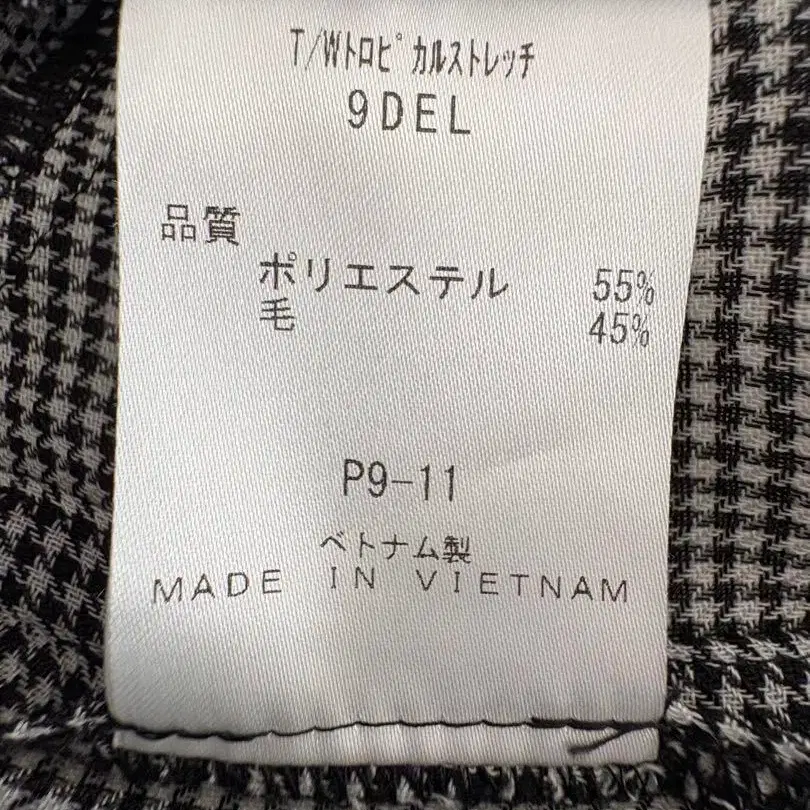 T/Wﾄﾛﾋﾟｶﾙｽﾄﾚｯﾁ
9DEL
品質
ポリエステル 55%
毛 45%
P9-11
ベトナム製
MADE IN VIETNAM